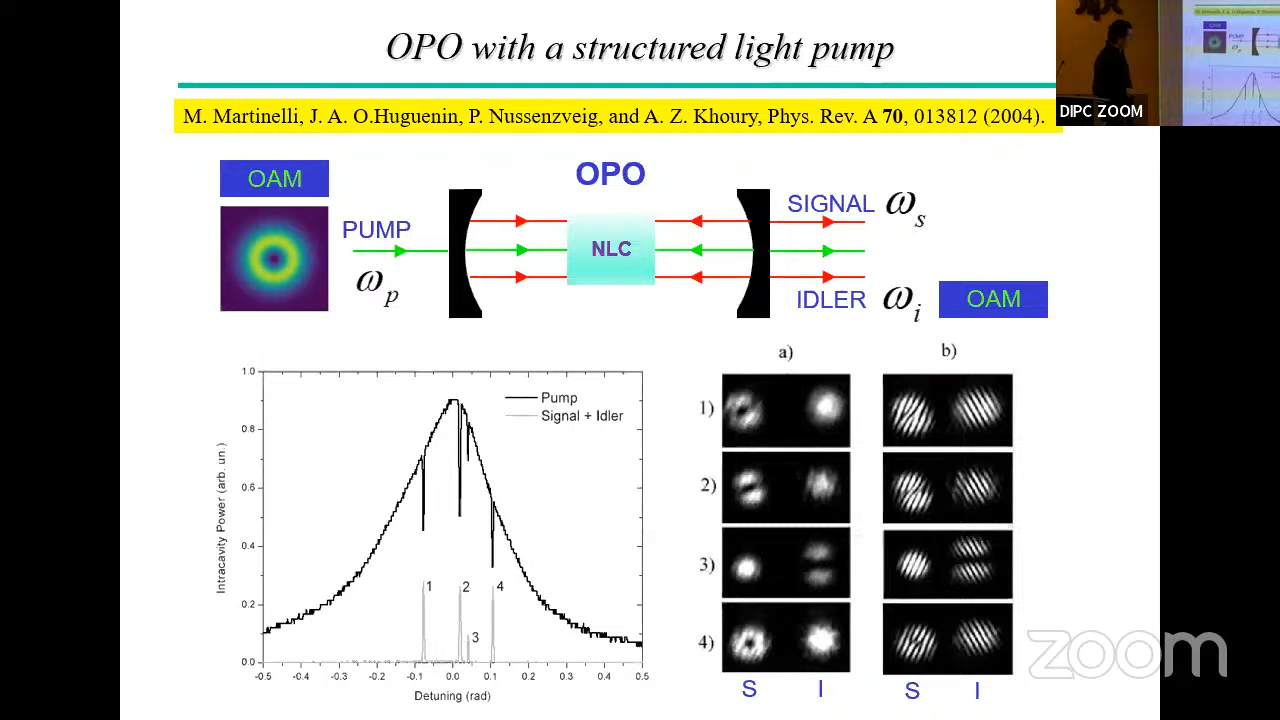 OPO with a structured light pump
M. Martinelli, J. A. O.Huguenin, P. Nussenzveig, and A. Z. Khoury, Phys. Rev. A 70, 013812 (2004).
DIPC ZOOM
OAM
OPO
PUMP
ωp
NLC
SIGNAL ωs
IDLER ωi
OAM
Intracavity Power (arb. un.)
1.0
0.8
0.6
0.4
0.2
0.0
Pump
Signal + Idler
1
2
3
4
-0.5 -0.4 -0.3 -0.2 -0.1 0.0 0.1 0.2 0.3 0.4 0.5
Detuning (rad)
a) b)
1)
2)
3)
4)
S I S I
zoom